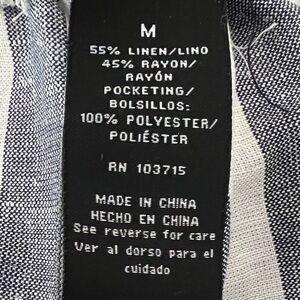 M
55% LINEN/LINO
45% RAYON/
RAYÓN
POCKETING/
BOLSILLOS:
100% POLYESTER/
POLIÉSTER
RN 103715
MADE IN CHINA
HECHO EN CHINA
See reverse for care
Ver al dorso para el
cuidado